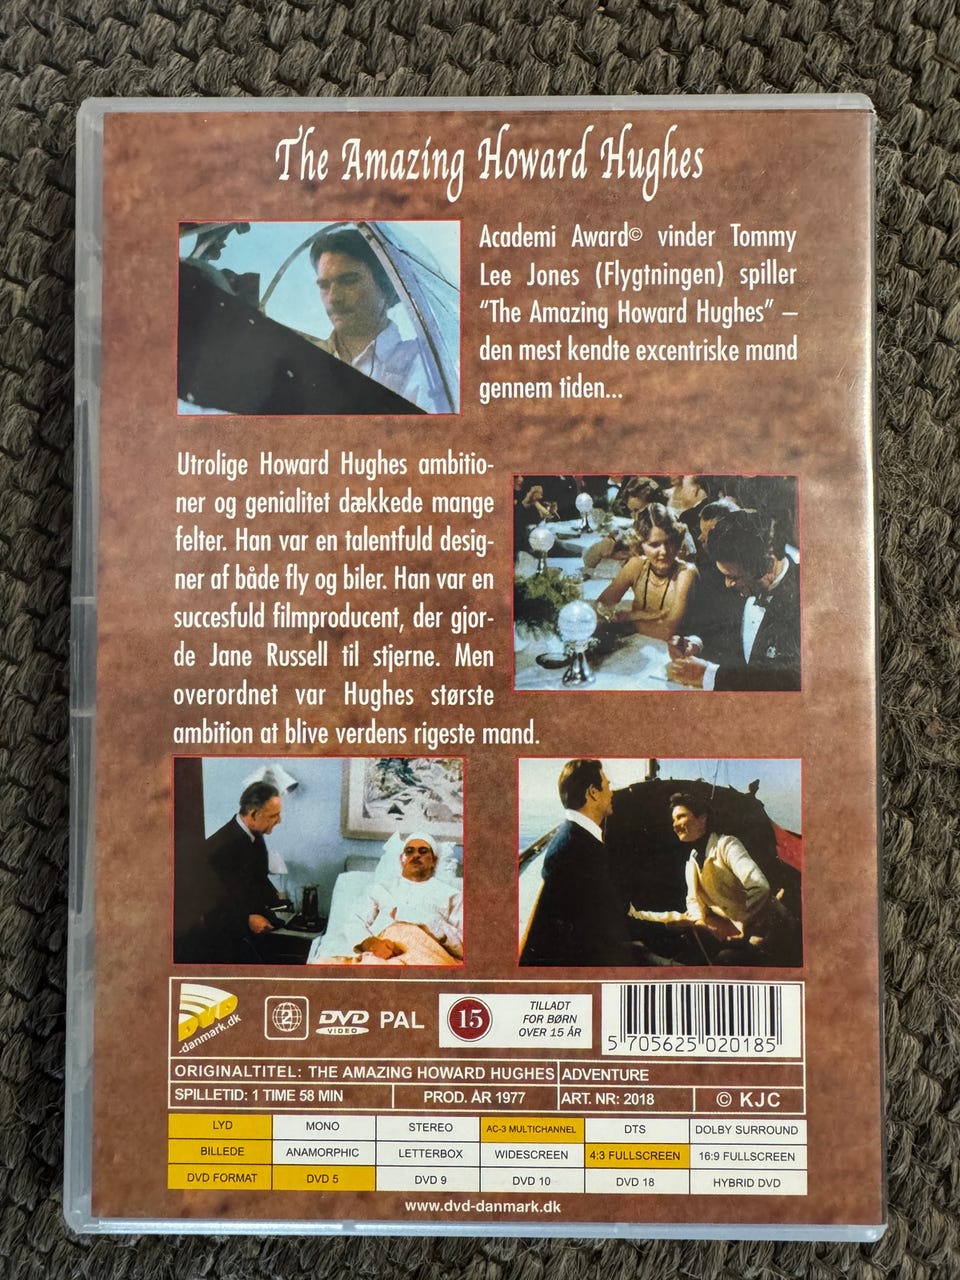 The Amazing Howard Hughes
Academi Award© vinder Tommy
Lee Jones (Flygtningen) spiller
“The Amazing Howard Hughes” –
den mest kendte excentriske mand
gennem tiden...
Utrolige Howard Hughes ambitio-
ner og genialitet dækkede mange
felter. Han var en talentfuld desig-
ner af både fly og biler. Han var en
succesfuld filmproducent, der gjor-
de Jane Russell til stjerne. Men
overordnet var Hughes største
ambition at blive verdens rigeste mand.
DVD
-danmark.dk
2
DVD
VIDEO
PAL
15
TILLADT
FOR BØRN
OVER 15 ÅR
5 705625 020185
ORIGINALTITEL: THE AMAZING HOWARD HUGHES ADVENTURE
SPILLETID: 1 TIME 58 MIN PROD. ÅR 1977 ART. NR: 2018 © KJC
LYD MONO STEREO AC-3 MULTICHANNEL DTS DOLBY SURROUND
BILLEDE ANAMORPHIC LETTERBOX WIDESCREEN 4:3 FULLSCREEN 16:9 FULLSCREEN
DVD FORMAT DVD 5 DVD 9 DVD 10 DVD 18 HYBRID DVD
www.dvd-danmark.dk